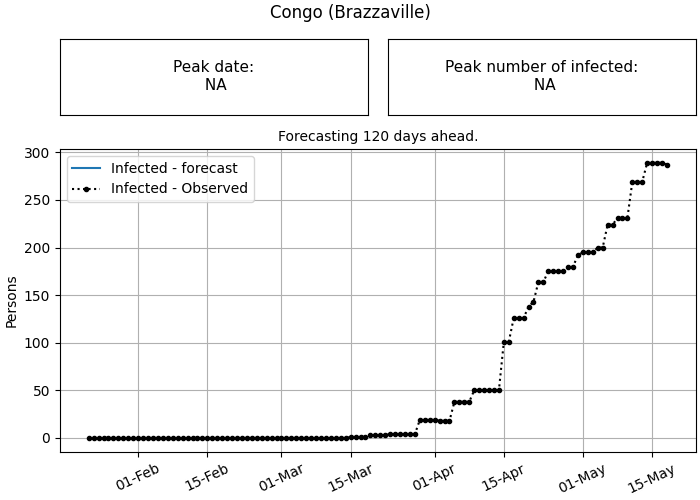 Congo (Brazzaville)
Peak date:
NA
Peak number of infected:
NA
Forecasting 120 days ahead.
Infected - forecast
Infected - Observed
300
250
200
150
100
50
0
Persons
01-Feb
15-Feb
01-Mar
15-Mar
01-Apr
15-Apr
01-May
15-May